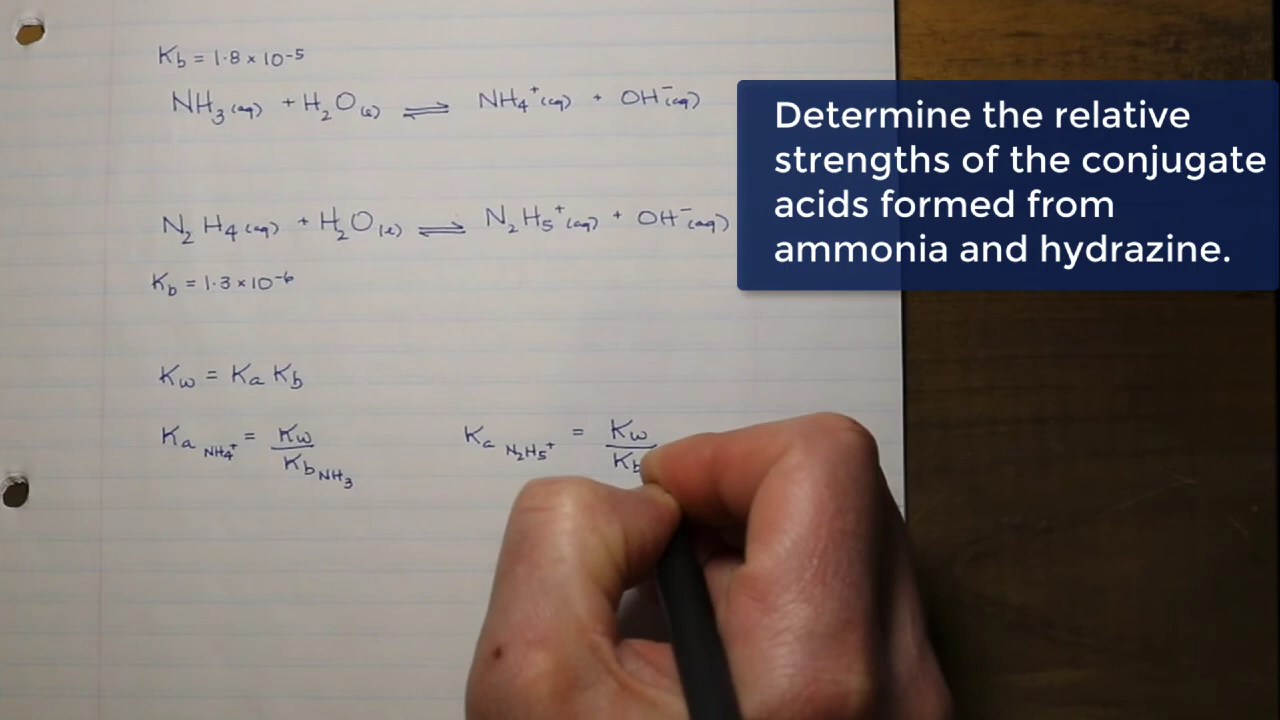 Kb = 1.8 × 10⁻⁵
NH₃(aq) + H₂O(ℓ) ⇌ NH₄⁺(aq) + OH⁻(aq)
N₂H₄(aq) + H₂O(ℓ) ⇌ N₂H₅⁺(aq) + OH⁻(aq)
Kb = 1.3 × 10⁻⁶
Kw = Ka Kb
Ka NH₄⁺ = Kw / Kb NH₃
Ka N₂H₅⁺ = Kw / Kb
Determine the relative
strengths of the conjugate
acids formed from
ammonia and hydrazine.